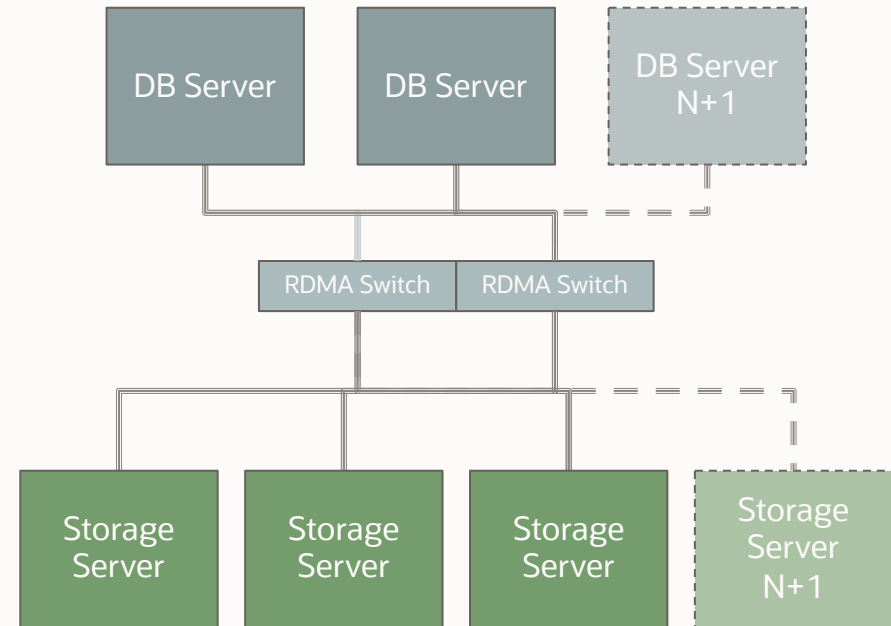 DB Server
DB Server
DB Server
N+1
RDMA Switch
RDMA Switch
Storage
Server
Storage
Server
Storage
Server
Storage
Server
N+1